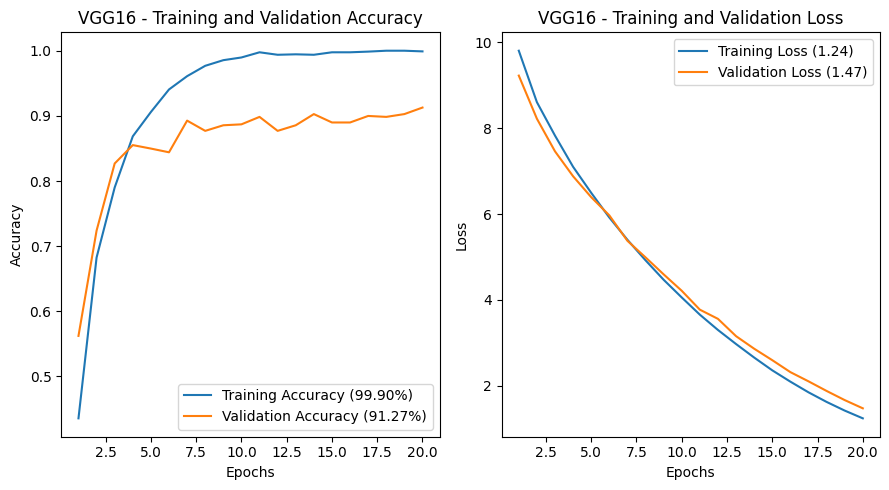 VGG16 - Training and Validation Accuracy
Accuracy
1.0
0.9
0.8
0.7
0.6
0.5
Training Accuracy (99.90%)
Validation Accuracy (91.27%)
2.5 5.0 7.5 10.0 12.5 15.0 17.5 20.0
Epochs
VGG16 - Training and Validation Loss
Loss
10
8
6
4
2
Training Loss (1.24)
Validation Loss (1.47)
2.5 5.0 7.5 10.0 12.5 15.0 17.5 20.0
Epochs